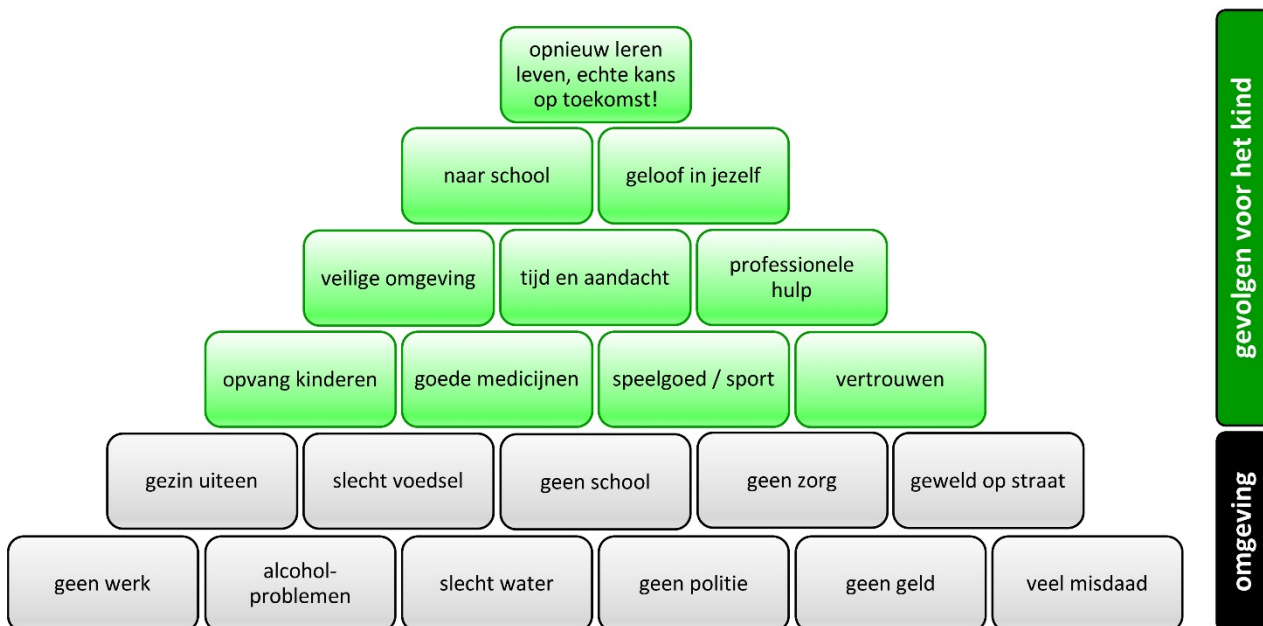 opnieuw leren
leven, echte kans
op toekomst!
naar school
geloof in jezelf
veilige omgeving
tijd en aandacht
professionele
hulp
opvang kinderen
goede medicijnen
speelgoed / sport
vertrouwen
gezin uiteen
slecht voedsel
geen school
geen zorg
geweld op straat
geen werk
alcohol-
problemen
slecht water
geen politie
geen geld
veel misdaad
gevolgen voor het kind
omgeving